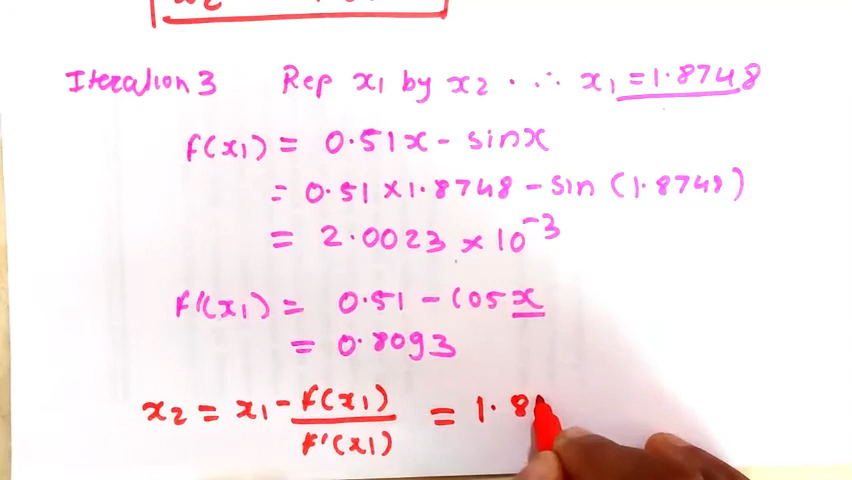 Iteration 3 Rep x1 by x2 . ∴ x1 = 1.8748
f(x1) = 0.51x - sinx
= 0.51 × 1.8748 - sin (1.8748)
= 2.0023 × 10^-3
f'(x1) = 0.51 - cosx
= 0.8093
x2 = x1 - f(x1) / f'(x1) = 1.8